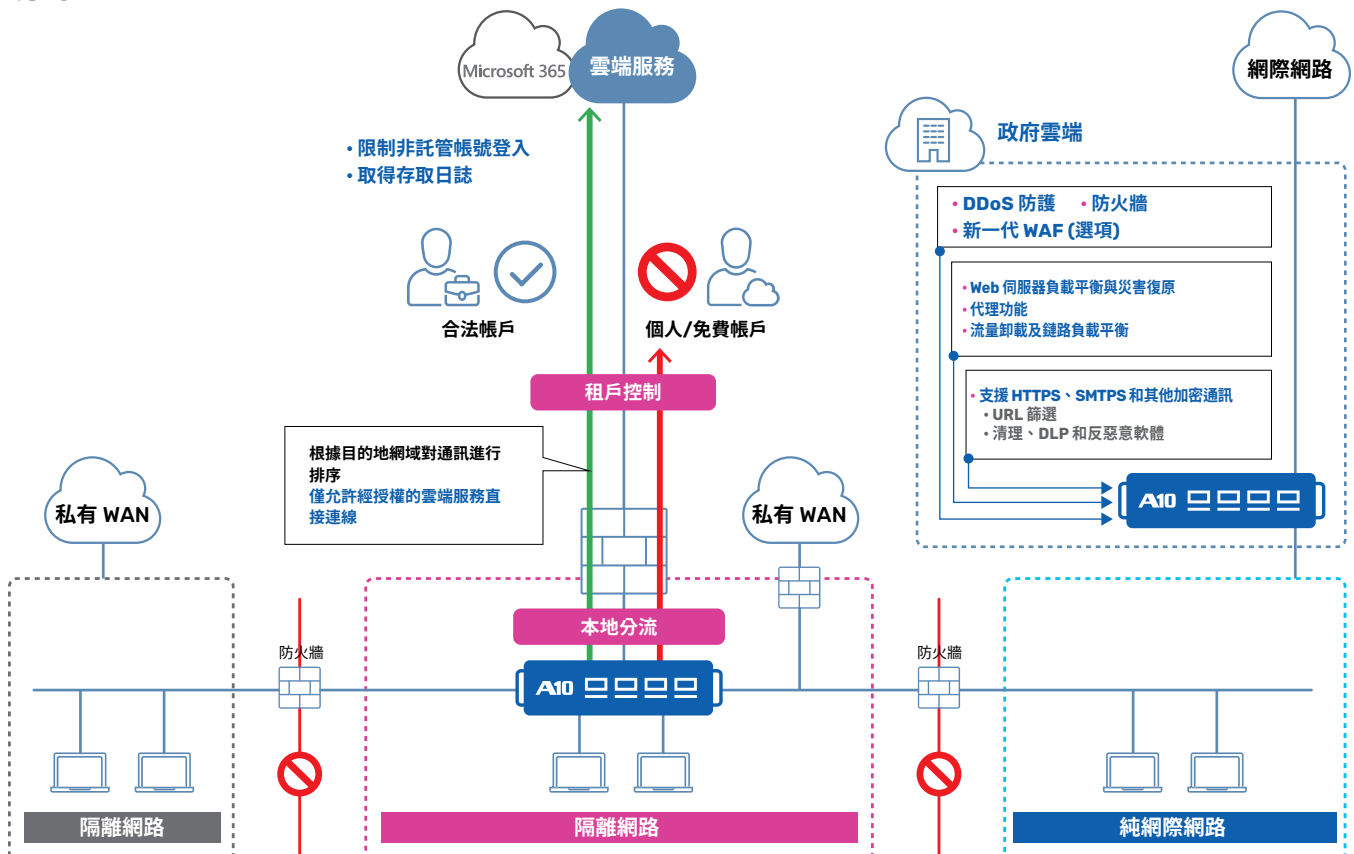 Microsoft 365
雲端服務
網際網路
政府雲端
• 限制非託管帳號登入
• 取得存取日誌
• DDoS 防護 • 防火牆
• 新一代 WAF (選項)
• Web 伺服器負載平衡與災害復原
• 代理功能
• 流量卸載及鏈路負載平衡
合法帳戶
個人/免費帳戶
租戶控制
• 支援 HTTPS、SMTPS 和其他加密通訊
• URL 篩選
• 清理、DLP 和反惡意軟體
根據目的地網域對通訊進行
排序
僅允許經授權的雲端服務直
接連線
私有 WAN
私有 WAN
A10
本地分流
防火牆
防火牆
A10
隔離網路
隔離網路
純網際網路